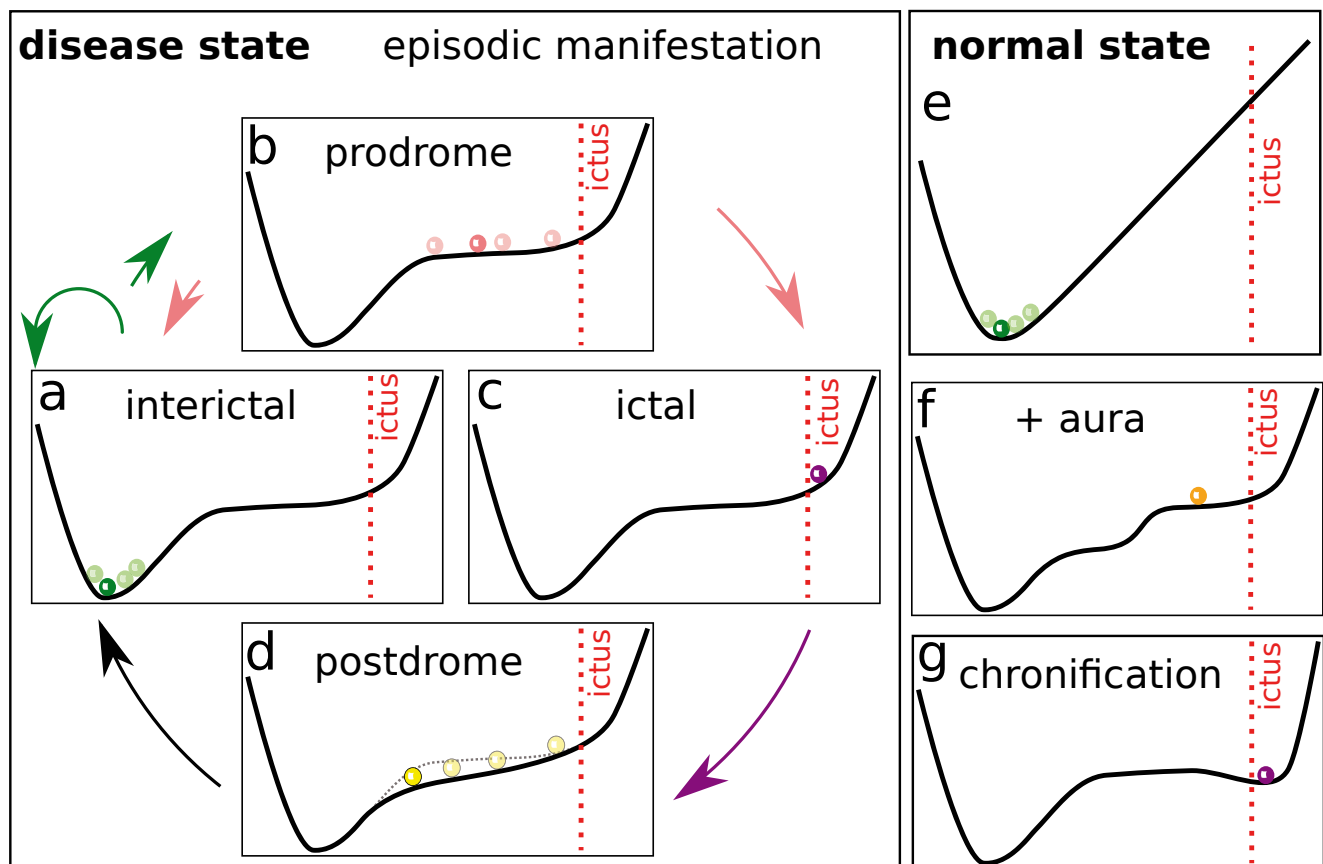 disease state episodic manifestation
b prodrome ictus
a interictal ictus
c ictal ictus
d postdrome ictus
normal state
e ictus
f + aura ictus
g chronification ictus